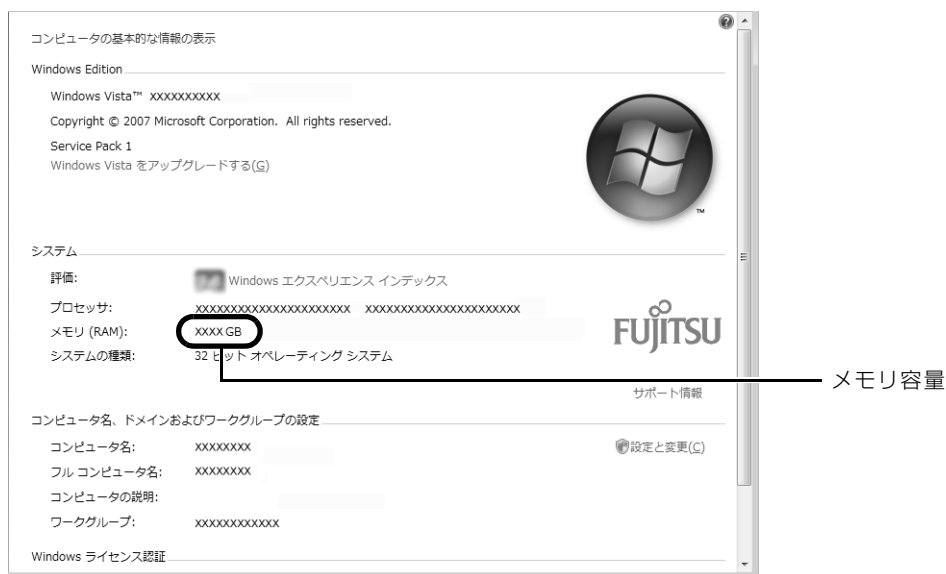 コンピュータの基本的な情報の表示
Windows Edition
Windows Vista™ xxxxxxxxxx
Copyright © 2007 Microsoft Corporation. All rights reserved.
Service Pack 1
Windows Vista をアップグレードする(G)
TM
システム
評価: Windows エクスペリエンス インデックス
プロセッサ: xxxxxxxxxxxxxxxxxxxxxx xxxxxxxxxxxxxxxxxxxxxx
メモリ (RAM): xxxx GB
FUJITSU
システムの種類: 32 ビット オペレーティング システム
メモリ容量
サポート情報
コンピュータ名、ドメインおよびワークグループの設定
コンピュータ名: xxxxxxxx 設定と変更(C)
フル コンピュータ名: xxxxxxxx
コンピュータの説明:
ワークグループ: xxxxxxxxxxxx
Windows ライセンス認証